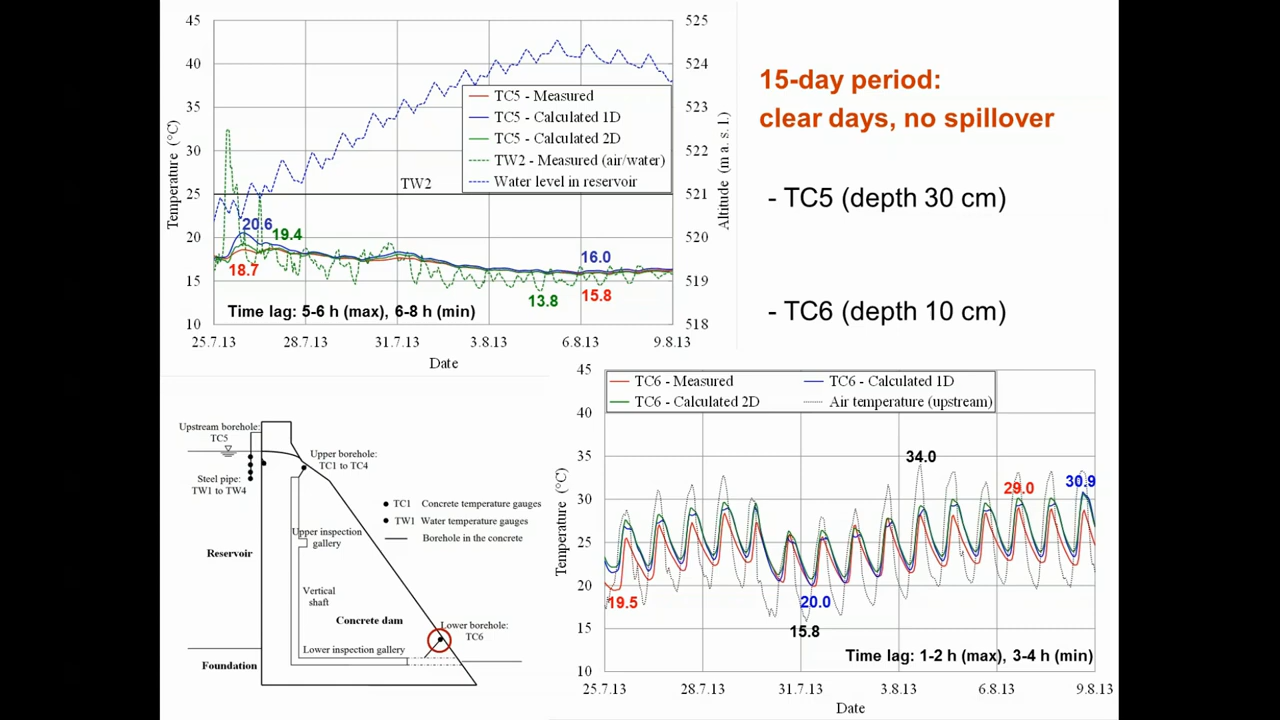 45
40
35
30
25
20
15
10
525
524
523
522
521
520
519
518
Temperature (°C)
Altitude (m a. s. l.)
TC5 - Measured
TC5 - Calculated 1D
TC5 - Calculated 2D
TW2 - Measured (air/water)
Water level in reservoir
TW2
20.6
19.4
18.7
16.0
13.8
15.8
Time lag: 5-6 h (max), 6-8 h (min)
25.7.13 28.7.13 31.7.13 3.8.13 6.8.13 9.8.13
Date
15-day period:
clear days, no spillover
- TC5 (depth 30 cm)
- TC6 (depth 10 cm)
Upstream borehole:
TC5
Steel pipe:
TW1 to TW4
Upper borehole:
TC1 to TC4
TC1 Concrete temperature gauges
TW1 Water temperature gauges
Borehole in the concrete
Upper inspection
gallery
Reservoir
Vertical
shaft
Concrete dam
Lower borehole:
TC6
Lower inspection gallery
Foundation
45
40
35
30
25
20
15
10
Temperature (°C)
TC6 - Measured
TC6 - Calculated 1D
TC6 - Calculated 2D
Air temperature (upstream)
34.0
29.0
30.9
19.5
20.0
15.8
Time lag: 1-2 h (max), 3-4 h (min)
25.7.13 28.7.13 31.7.13 3.8.13 6.8.13 9.8.13
Date